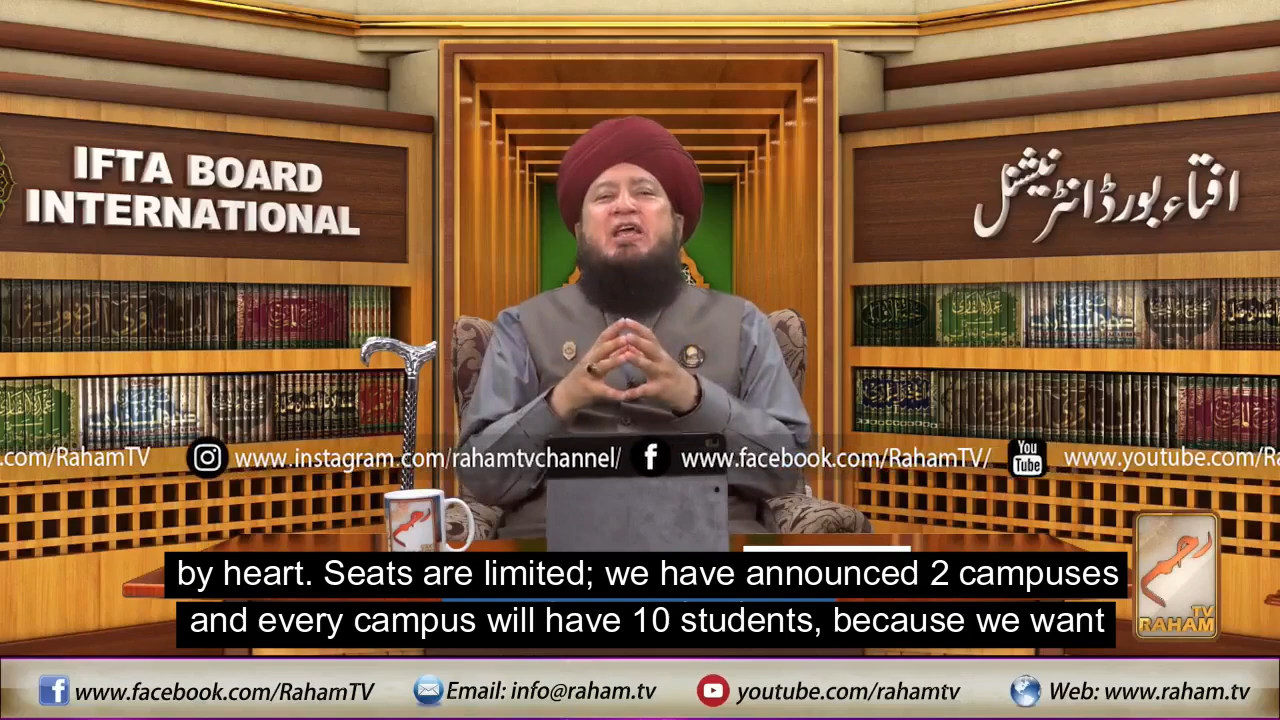 IFTA BOARD
INTERNATIONAL
افتاء بورڈ انٹرنیشنل
.com/RahamTV
www.instagram.com/rahamtvchannel/
www.facebook.com/RahamTV/
You
Tube
www.youtube.com/Ra
by heart. Seats are limited; we have announced 2 campuses
and every campus will have 10 students, because we want
رحم
TV
RAHAM
www.facebook.com/RahamTV
Email: info@raham.tv
youtube.com/rahamtv
Web: www.raham.tv